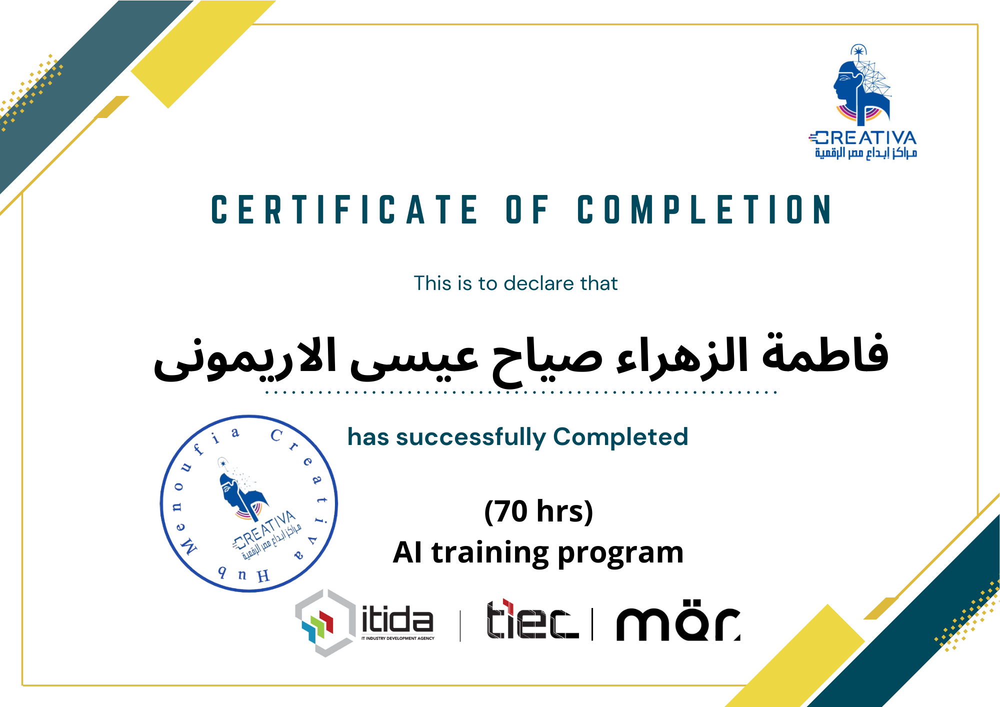 CREATIVA
مراكز إبداع مصر الرقمية
CERTIFICATE OF COMPLETION
This is to declare that
فاطمة الزهراء صياح عيسى الاريمونى
has successfully Completed
Menoufia Creativa Hub
CREATIVA
مراكز إبداع مصر الرقمية
(70 hrs)
AI training program
itida
IT INDUSTRY DEVELOPMENT AGENCY
tiec
mӧr